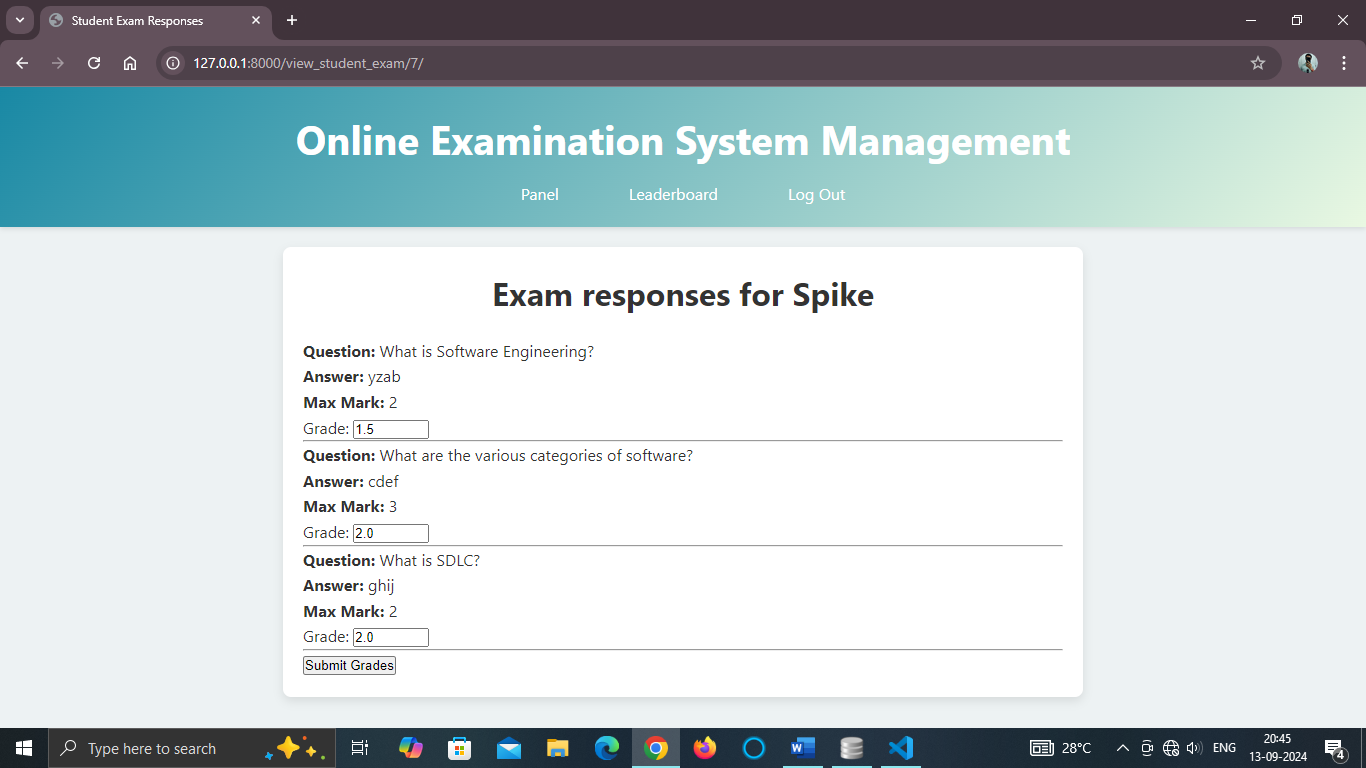 Student Exam Responses
127.0.0.1:8000/view_student_exam/7/
Online Examination System Management
Panel Leaderboard Log Out
Exam responses for Spike
Question: What is Software Engineering?
Answer: yzab
Max Mark: 2
Grade: 1.5
Question: What are the various categories of software?
Answer: cdef
Max Mark: 3
Grade: 2.0
Question: What is SDLC?
Answer: ghij
Max Mark: 2
Grade: 2.0
Submit Grades
Type here to search
28°C
ENG
20:45
13-09-2024
4